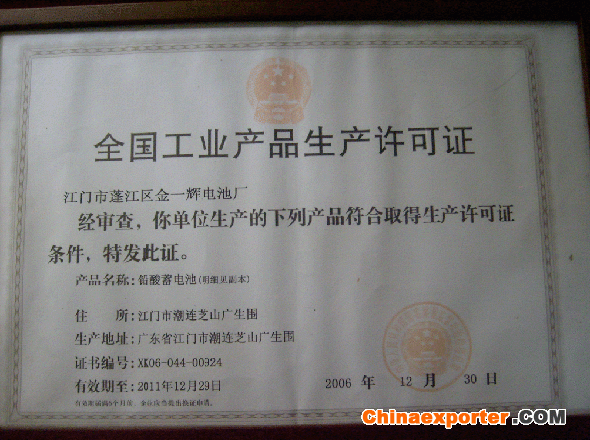 全国工业产品生产许可证
江门市蓬江区金一辉电池厂
经审查，你单位生产的下列产品符合取得生产许可证
条件，特发此证。
产品名称：铅酸蓄电池(明细见副本)
住 所：江门市潮连芝山广生围
生产地址：广东省江门市潮连芝山广生围
证书编号：XK06-044-00924
有效期至：2011年12月29日
2006 年 12 月 30 日
Chinaexporter.COM